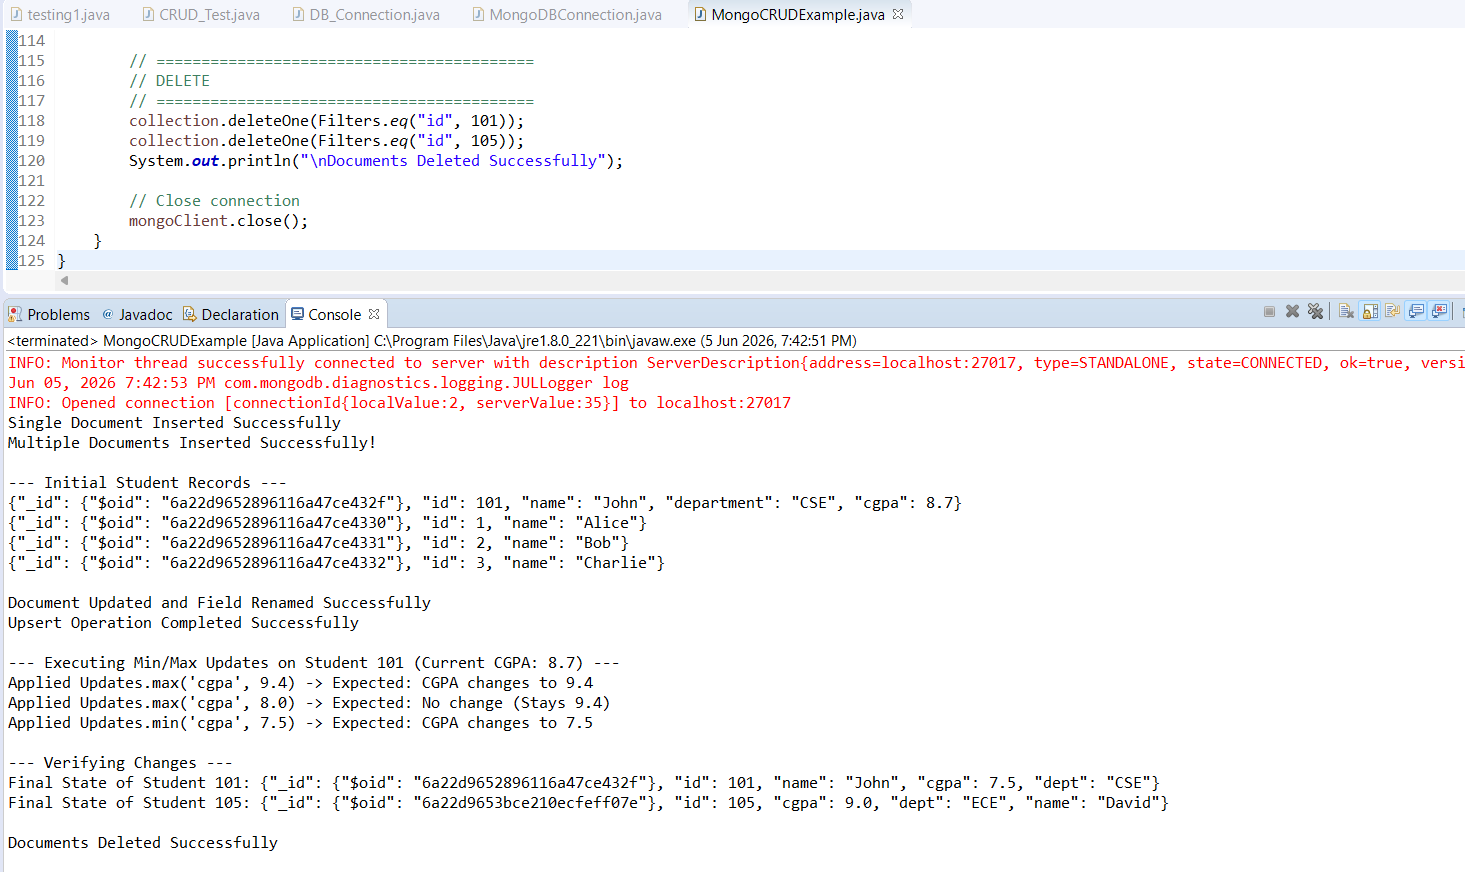 testing1.java CRUD_Test.java DB_Connection.java MongoDBConnection.java MongoCRUDExample.java
114
115 // ==========================================
116 // DELETE
117 // ==========================================
118 collection.deleteOne(Filters.eq("id", 101));
119 collection.deleteOne(Filters.eq("id", 105));
120 System.out.println("\nDocuments Deleted Successfully");
121
122 // Close connection
123 mongoClient.close();
124 }
125 }
Problems @ Javadoc Declaration Console
<terminated> MongoCRUDExample [Java Application] C:\Program Files\Java\jre1.8.0_221\bin\javaw.exe (5 Jun 2026, 7:42:51 PM)
INFO: Monitor thread successfully connected to server with description ServerDescription{address=localhost:27017, type=STANDALONE, state=CONNECTED, ok=true, versi
Jun 05, 2026 7:42:53 PM com.mongodb.diagnostics.logging.JULLogger log
INFO: Opened connection [connectionId{localValue:2, serverValue:35}] to localhost:27017
Single Document Inserted Successfully
Multiple Documents Inserted Successfully!
--- Initial Student Records ---
{"_id": {"$oid": "6a22d9652896116a47ce432f"}, "id": 101, "name": "John", "department": "CSE", "cgpa": 8.7}
{"_id": {"$oid": "6a22d9652896116a47ce4330"}, "id": 1, "name": "Alice"}
{"_id": {"$oid": "6a22d9652896116a47ce4331"}, "id": 2, "name": "Bob"}
{"_id": {"$oid": "6a22d9652896116a47ce4332"}, "id": 3, "name": "Charlie"}
Document Updated and Field Renamed Successfully
Upsert Operation Completed Successfully
--- Executing Min/Max Updates on Student 101 (Current CGPA: 8.7) ---
Applied Updates.max('cgpa', 9.4) -> Expected: CGPA changes to 9.4
Applied Updates.max('cgpa', 8.0) -> Expected: No change (Stays 9.4)
Applied Updates.min('cgpa', 7.5) -> Expected: CGPA changes to 7.5
--- Verifying Changes ---
Final State of Student 101: {"_id": {"$oid": "6a22d9652896116a47ce432f"}, "id": 101, "name": "John", "cgpa": 7.5, "dept": "CSE"}
Final State of Student 105: {"_id": {"$oid": "6a22d9653bce210ecfeff07e"}, "id": 105, "cgpa": 9.0, "dept": "ECE", "name": "David"}
Documents Deleted Successfully